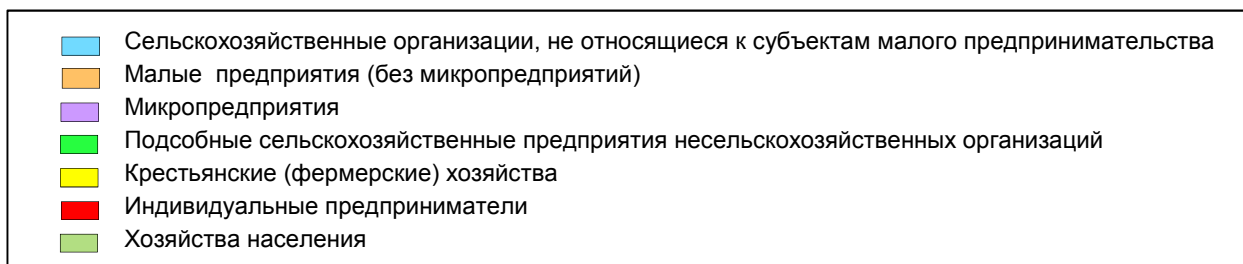 Сельскохозяйственные организации, не относящиеся к субъектам малого предпринимательства
Малые предприятия (без микропредприятий)
Микропредприятия
Подсобные сельскохозяйственные предприятия несельскохозяйственных организаций
Крестьянские (фермерские) хозяйства
Индивидуальные предприниматели
Хозяйства населения